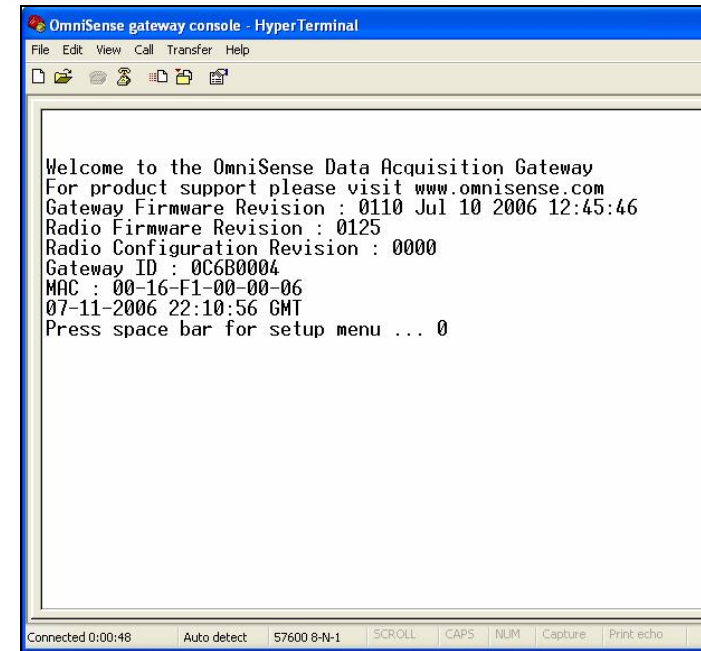 OmniSense gateway console - HyperTerminal
File Edit View Call Transfer Help
Welcome to the OmniSense Data Acquisition Gateway
For product support please visit www.omnisense.com
Gateway Firmware Revision : 0110 Jul 10 2006 12:45:46
Radio Firmware Revision : 0125
Radio Configuration Revision : 0000
Gateway ID : 0C6B0004
MAC : 00-16-F1-00-00-06
07-11-2006 22:10:56 GMT
Press space bar for setup menu ... 0
Connected 0:00:48 Auto detect 57600 8-N-1 SCROLL CAPS NUM Capture Print echo